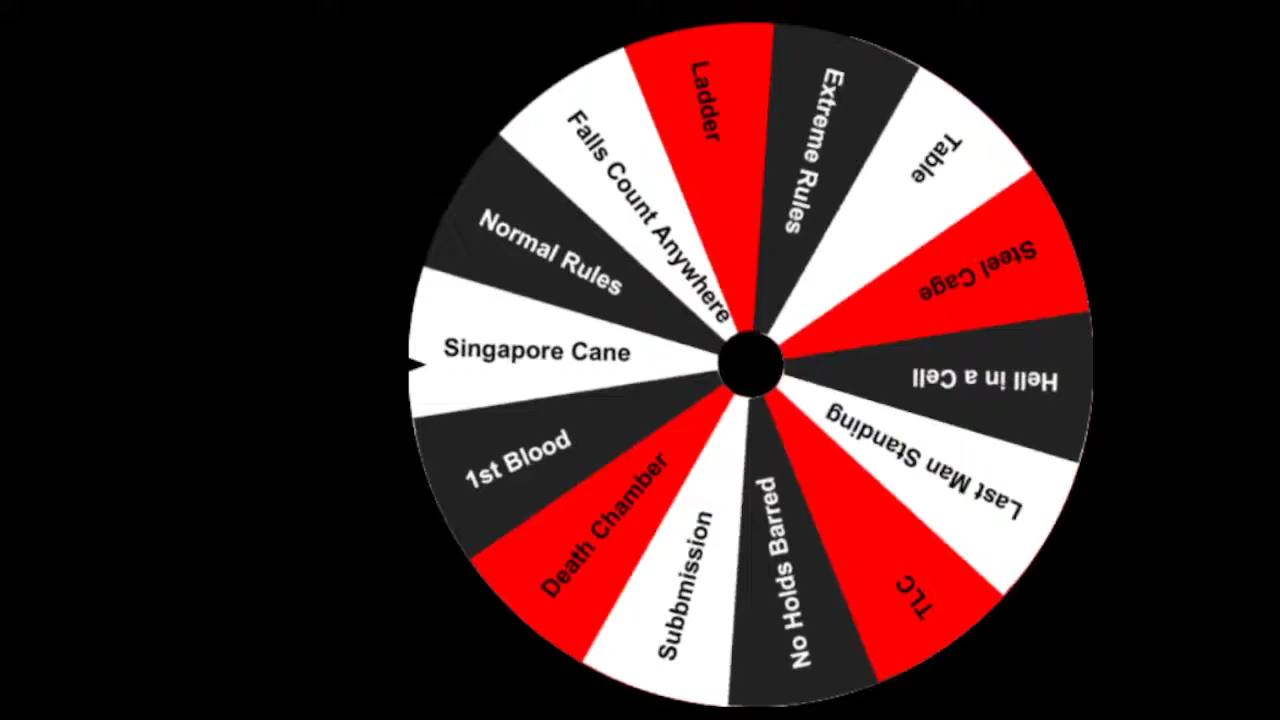 Ladder
Extreme Rules
Table
Steel Cage
Hell in a Cell
Last Man Standing
TLC
No Holds Barred
Subbmission
Death Chamber
1st Blood
Singapore Cane
Normal Rules
Falls Count Anywhere